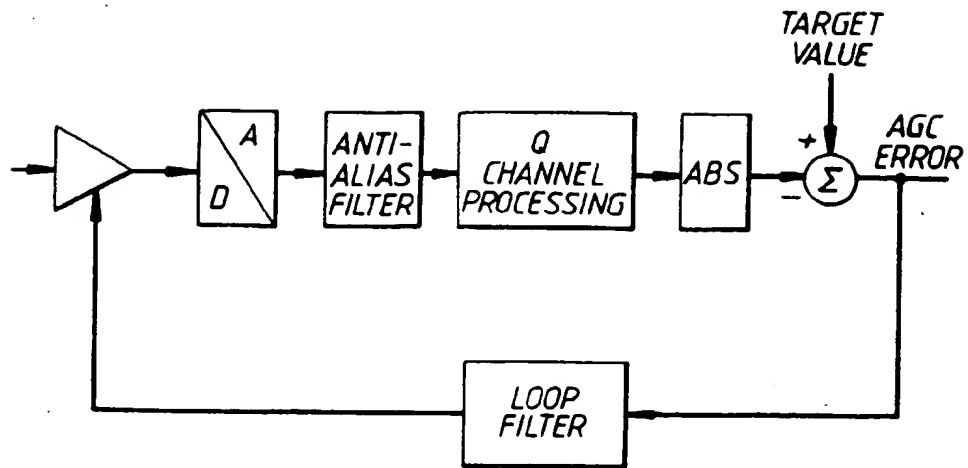 TARGET
VALUE
A
D
ANTI-
ALIAS
FILTER
Q
CHANNEL
PROCESSING
ABS
+
−
Σ
AGC
ERROR
LOOP
FILTER